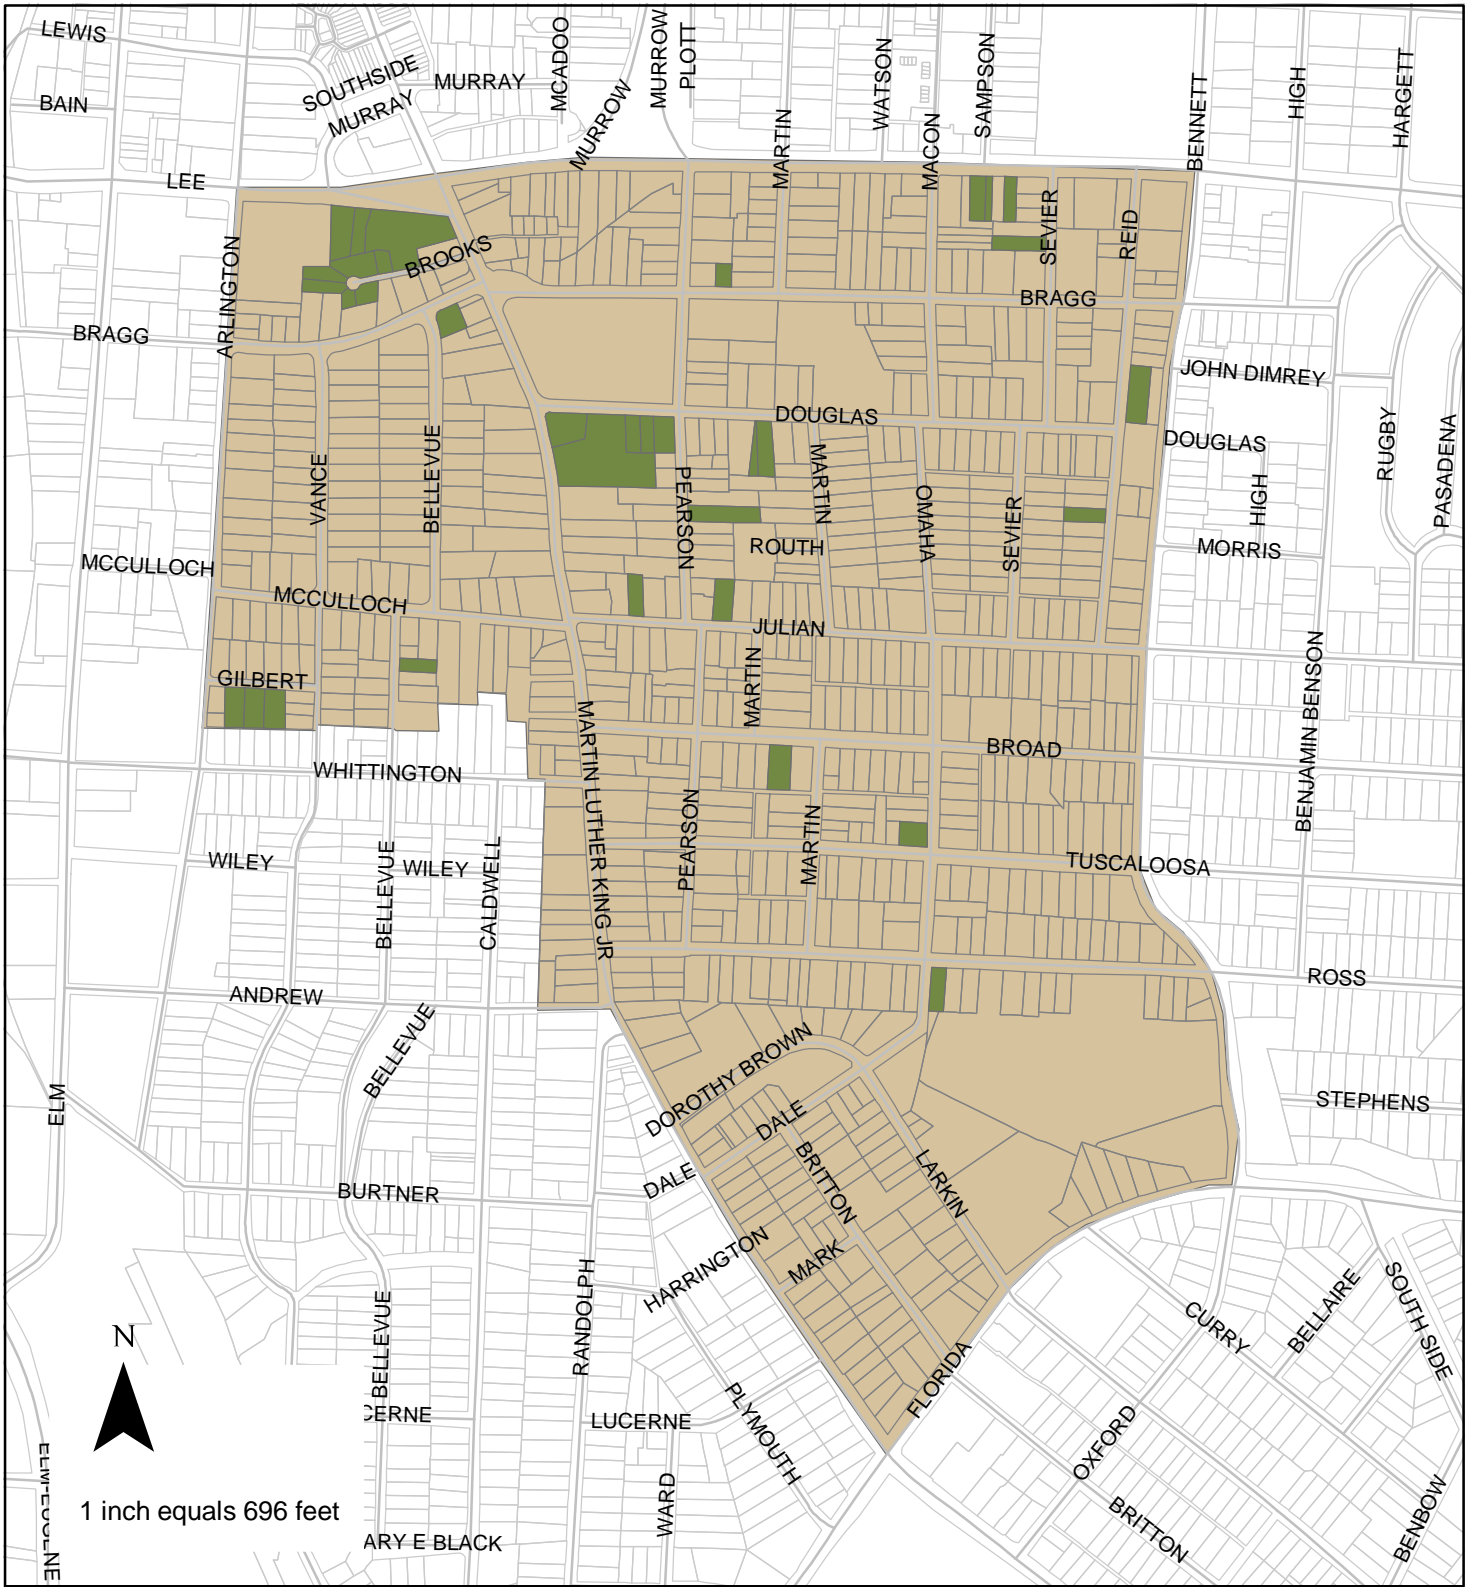 LEWIS
SOUTHSIDE
MURRAY
MCADOO
MURROW
PLOTT
WATSON
SAMPSON
BENNETT
HIGH
HARGETT
BAIN
MURRAY
MURROW
MARTIN
MACON
LEE
ARLINGTON
BROOKS
SEVIER
REID
BRAGG
BRAGG
JOHN DIMREY
DOUGLAS
DOUGLAS
RUGBY
PASADENA
VANCE
BELLEVUE
PEARSON
MARTIN
OMAHA
SEVIER
HIGH
ROUTH
MORRIS
MCCULLOCH
MCCULLOCH
JULIAN
GILBERT
MARTIN
BENJAMIN BENSON
MARTIN LUTHER KING JR
BROAD
WHITTINGTON
PEARSON
MARTIN
WILEY
BELLEVUE
WILEY
CALDWELL
TUSCALOOSA
ROSS
ANDREW
BELLEVUE
DOROTHY BROWN
ELM
DALE
STEPHENS
DALE
BRITTON
LARKIN
BURTNER
HARRINGTON
MARK
RANDOLPH
BELLEVUE
CURRY
BELLAIRE
SOUTH SIDE
N
FLORIDA
CERNE
LUCERNE
PLYMOUTH
OXFORD
ELM-EUGENE
1 inch equals 696 feet
WARD
BRITTON
BENBOW
ARY E BLACK